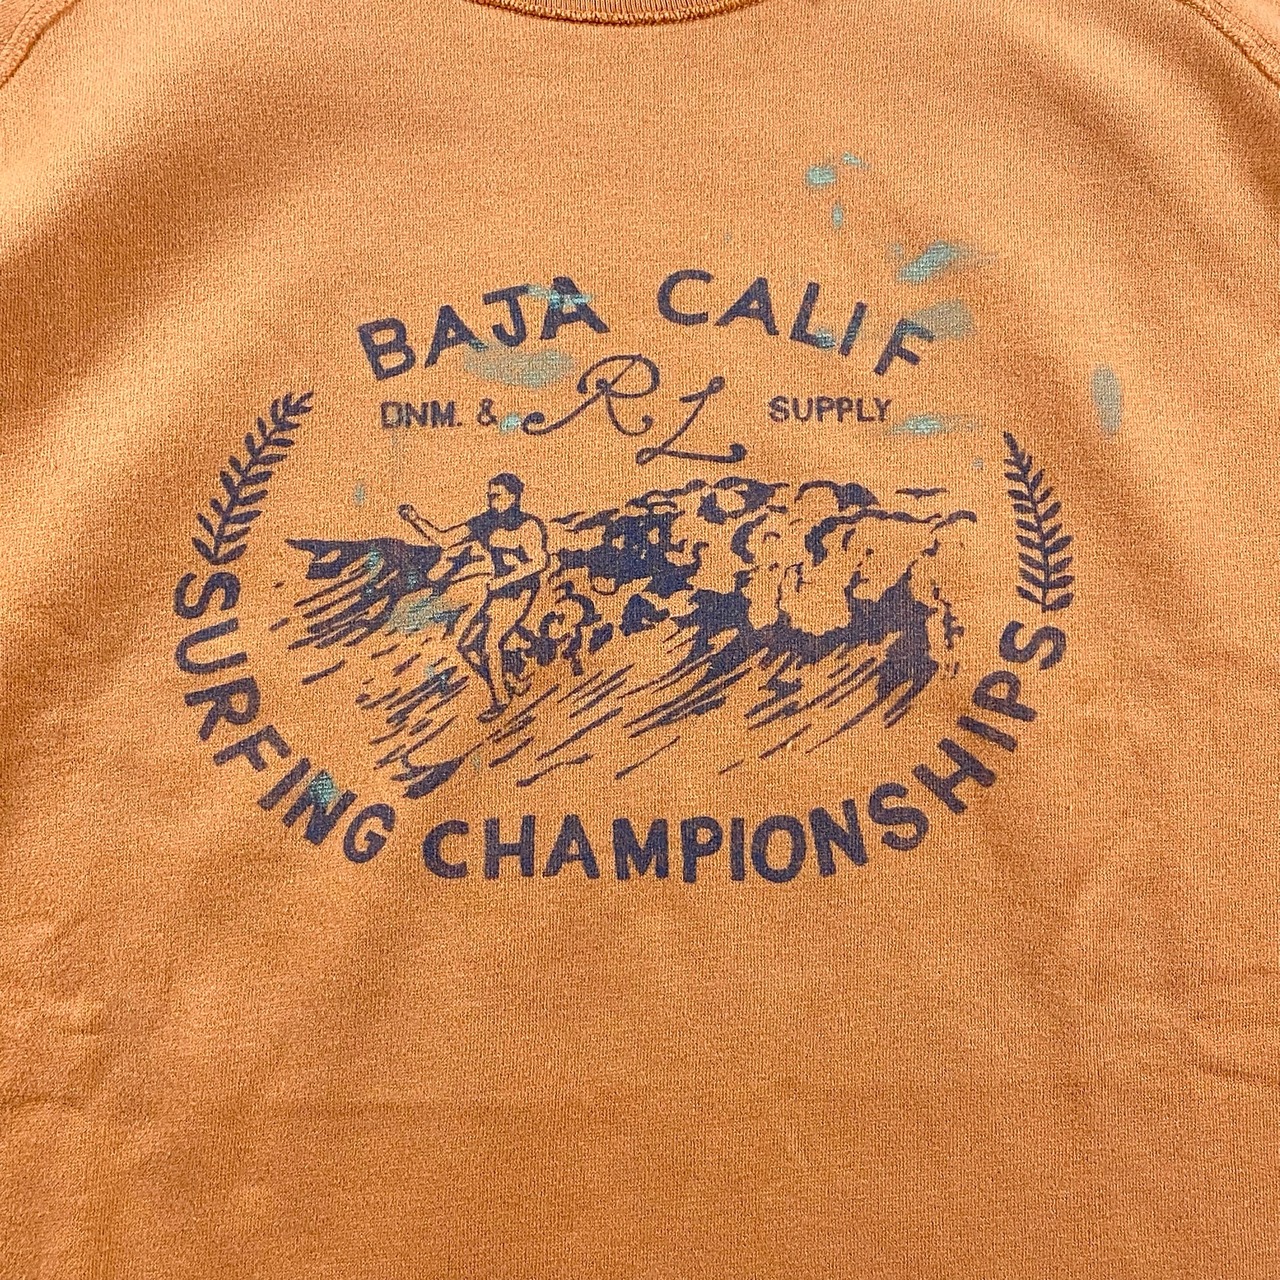 BAJA CALIF
DNM. & RL SUPPLY
SURFING CHAMPIONSHIPS